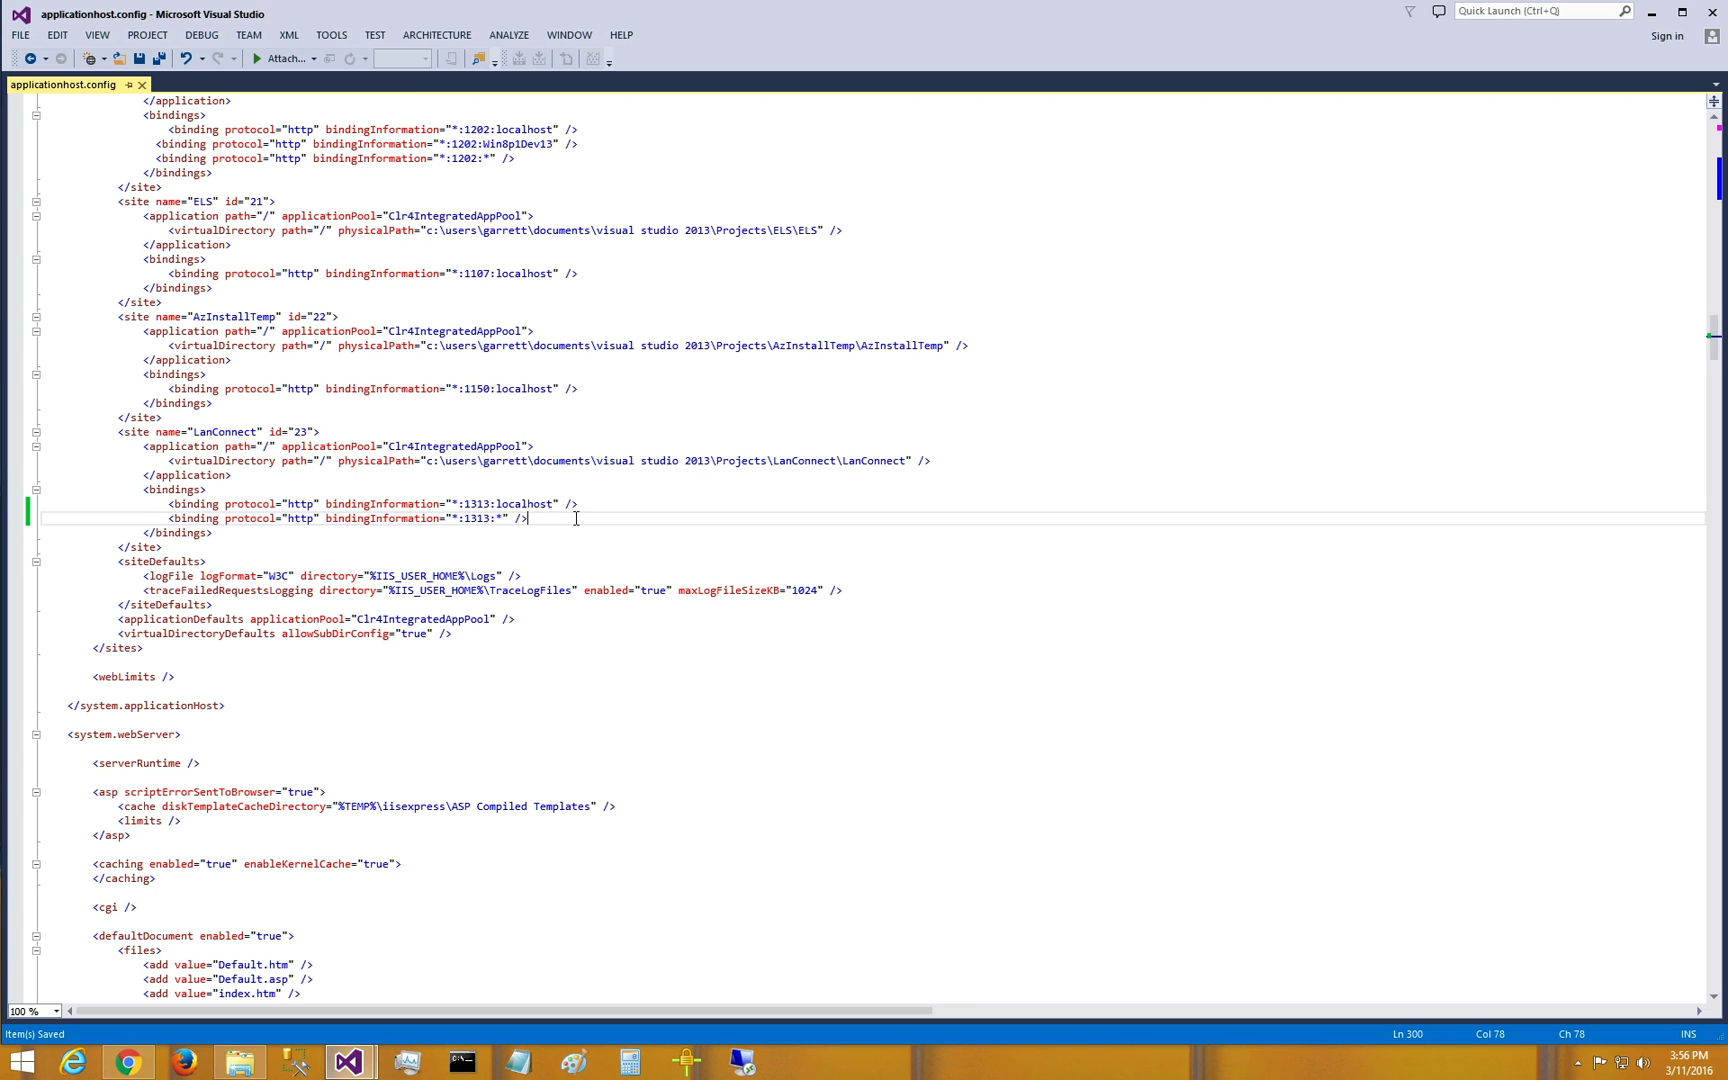 applicationhost.config - Microsoft Visual Studio
Quick Launch (Ctrl+Q)
FILE EDIT VIEW PROJECT DEBUG TEAM XML TOOLS TEST ARCHITECTURE ANALYZE WINDOW HELP
Sign in
Attach...
applicationhost.config
</application>
<bindings>
<binding protocol="http" bindingInformation="*:1202:localhost" />
<binding protocol="http" bindingInformation="*:1202:Win8p1Dev13" />
<binding protocol="http" bindingInformation="*:1202:*" />
</bindings>
</site>
<site name="ELS" id="21">
<application path="/" applicationPool="Clr4IntegratedAppPool">
<virtualDirectory path="/" physicalPath="c:\users\garrett\documents\visual studio 2013\Projects\ELS\ELS" />
</application>
<bindings>
<binding protocol="http" bindingInformation="*:1107:localhost" />
</bindings>
</site>
<site name="AzInstallTemp" id="22">
<application path="/" applicationPool="Clr4IntegratedAppPool">
<virtualDirectory path="/" physicalPath="c:\users\garrett\documents\visual studio 2013\Projects\AzInstallTemp\AzInstallTemp" />
</application>
<bindings>
<binding protocol="http" bindingInformation="*:1150:localhost" />
</bindings>
</site>
<site name="LanConnect" id="23">
<application path="/" applicationPool="Clr4IntegratedAppPool">
<virtualDirectory path="/" physicalPath="c:\users\garrett\documents\visual studio 2013\Projects\LanConnect\LanConnect" />
</application>
<bindings>
<binding protocol="http" bindingInformation="*:1313:localhost" />
<binding protocol="http" bindingInformation="*:1313:*" />
</bindings>
</site>
<siteDefaults>
<logFile logFormat="W3C" directory="%IIS_USER_HOME%\Logs" />
<traceFailedRequestsLogging directory="%IIS_USER_HOME%\TraceLogFiles" enabled="true" maxLogFileSizeKB="1024" />
</siteDefaults>
<applicationDefaults applicationPool="Clr4IntegratedAppPool" />
<virtualDirectoryDefaults allowSubDirConfig="true" />
</sites>
<webLimits />
</system.applicationHost>
<system.webServer>
<serverRuntime />
<asp scriptErrorSentToBrowser="true">
<cache diskTemplateCacheDirectory="%TEMP%\iisexpress\ASP Compiled Templates" />
<limits />
</asp>
<caching enabled="true" enableKernelCache="true">
</caching>
<cgi />
<defaultDocument enabled="true">
<files>
<add value="Default.htm" />
<add value="Default.asp" />
<add value="index.htm" />
100 %
Item(s) Saved
Ln 300 Col 78 Ch 78 INS
3:56 PM
3/11/2016